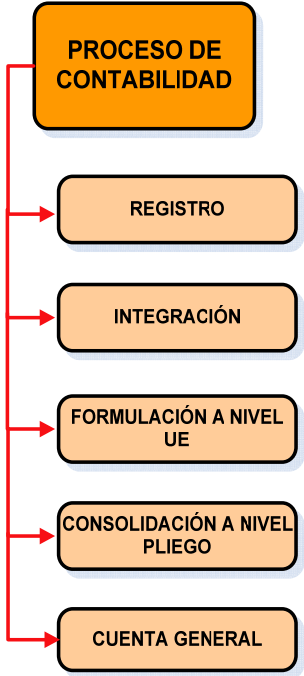 PROCESO DE
CONTABILIDAD
REGISTRO
INTEGRACIÓN
FORMULACIÓN A NIVEL
UE
CONSOLIDACIÓN A NIVEL
PLIEGO
CUENTA GENERAL